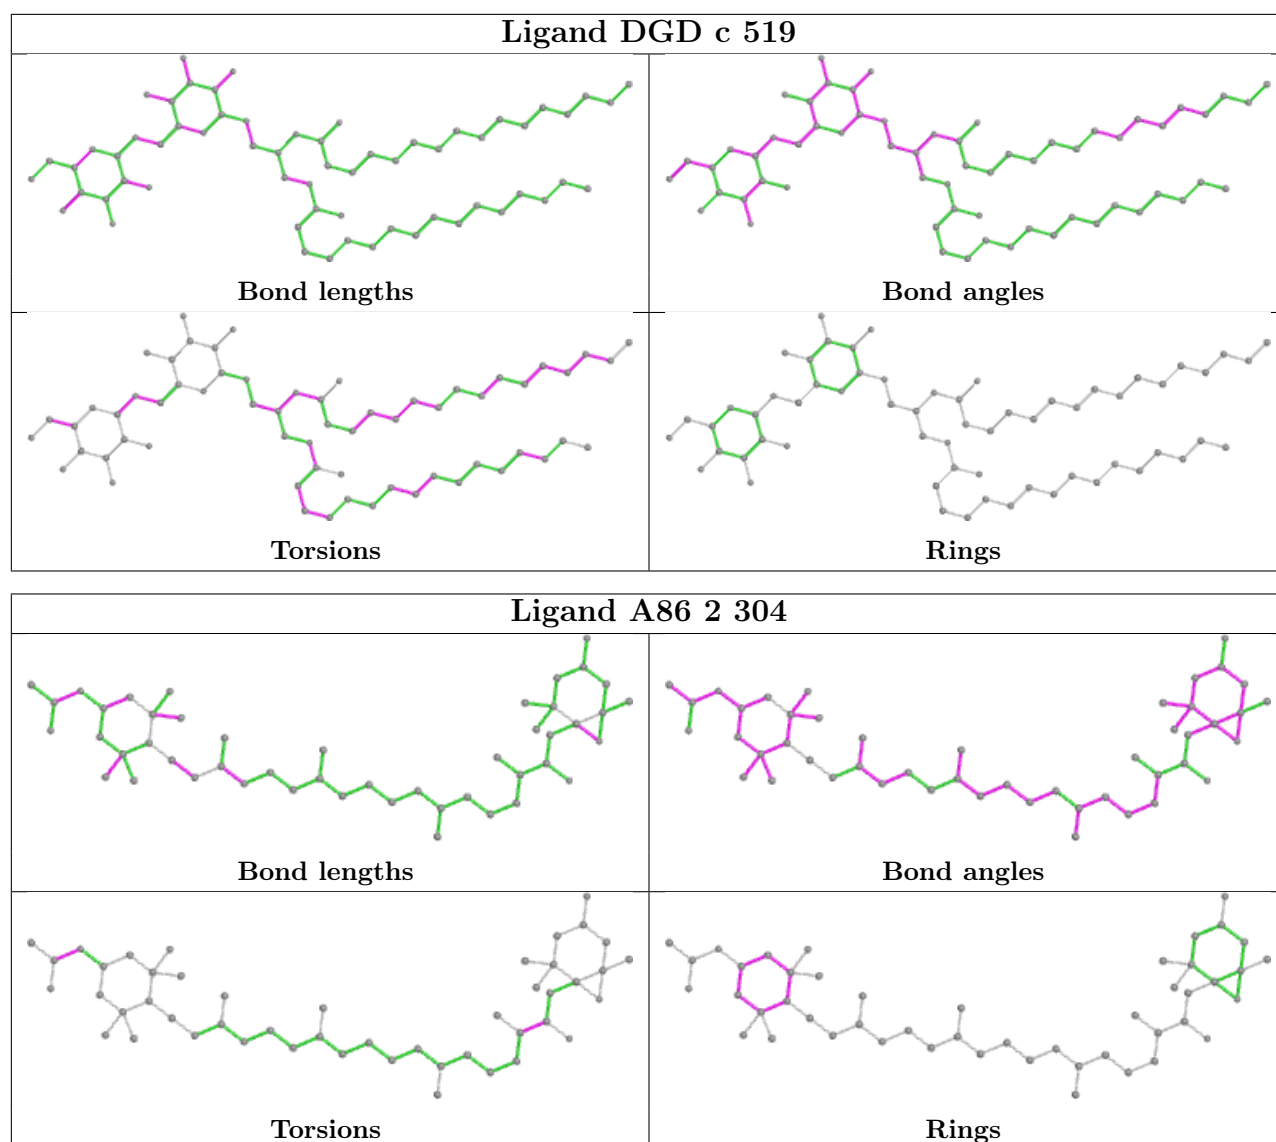 Ligand DGD c 519
Bond lengths
Bond angles
Torsions
Rings
Ligand A86 2 304
Bond lengths
Bond angles
Torsions
Rings